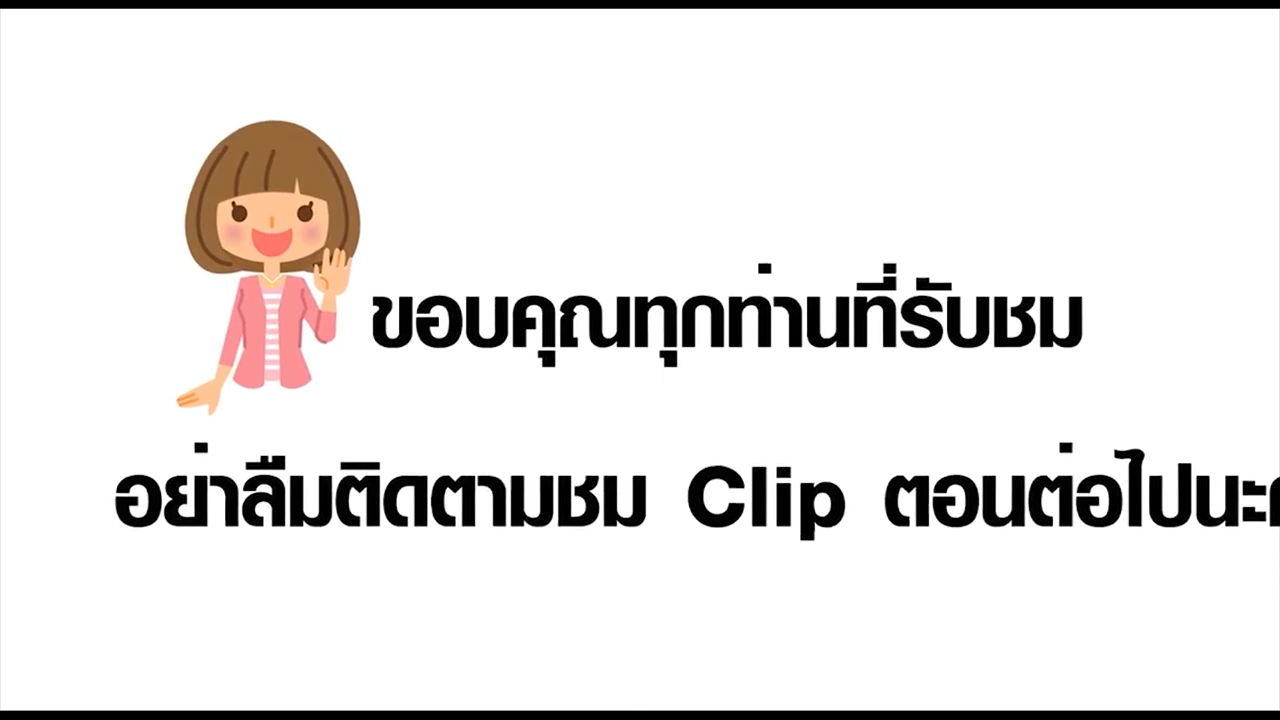 ขอบคุณทุกท่านที่รับชม
อย่าลืมติดตามชม Clip ตอนต่อไปนะ